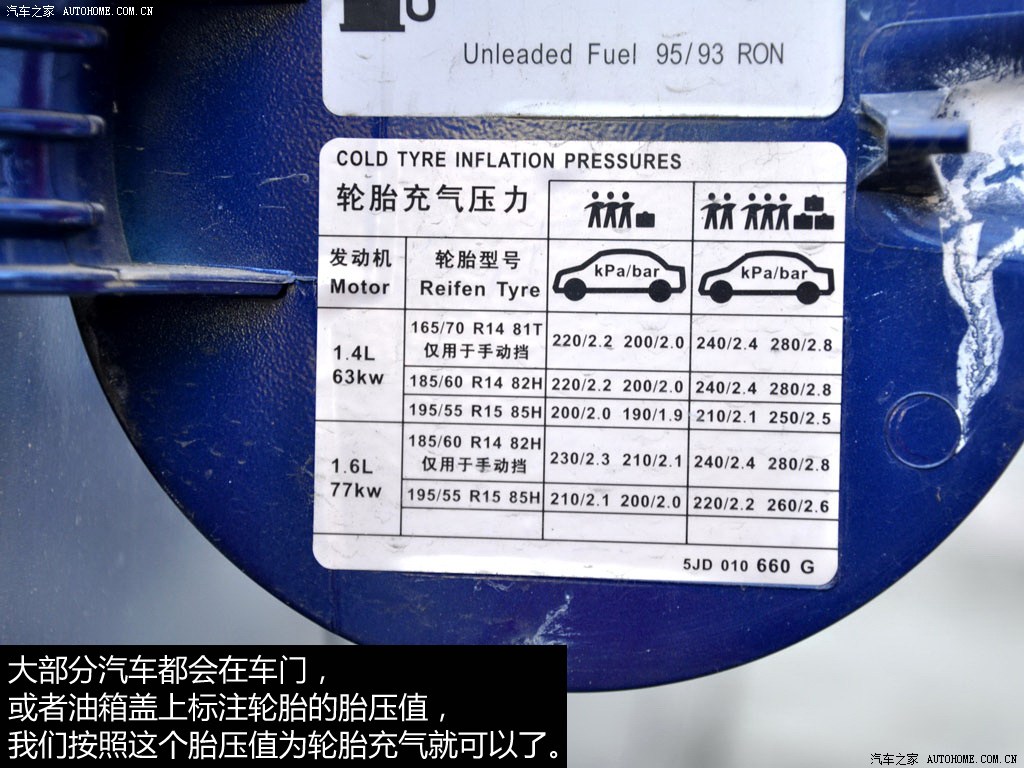 汽车之家 AUTOHOME.COM.CN
汽车之家 AUTOHOME.COM.CN
Unleaded Fuel 95/93 RON
COLD TYRE INFLATION PRESSURES
轮胎充气压力
发动机 轮胎型号 kPa/bar kPa/bar
Motor Reifen Tyre
1.4L
63kw
165/70 R14 81T 220/2.2 200/2.0 240/2.4 280/2.8
仅用于手动挡
185/60 R14 82H 220/2.2 200/2.0 240/2.4 280/2.8
195/55 R15 85H 200/2.0 190/1.9 210/2.1 250/2.5
1.6L
77kw
185/60 R14 82H 230/2.3 210/2.1 240/2.4 280/2.8
仅用于手动挡
195/55 R15 85H 210/2.1 200/2.0 220/2.2 260/2.6
5JD 010 660 G
大部分汽车都会在车门，
或者油箱盖上标注轮胎的胎压值，
我们按照这个胎压值为轮胎充气就可以了。
汽车之家 AUTOHOME.COM.CN